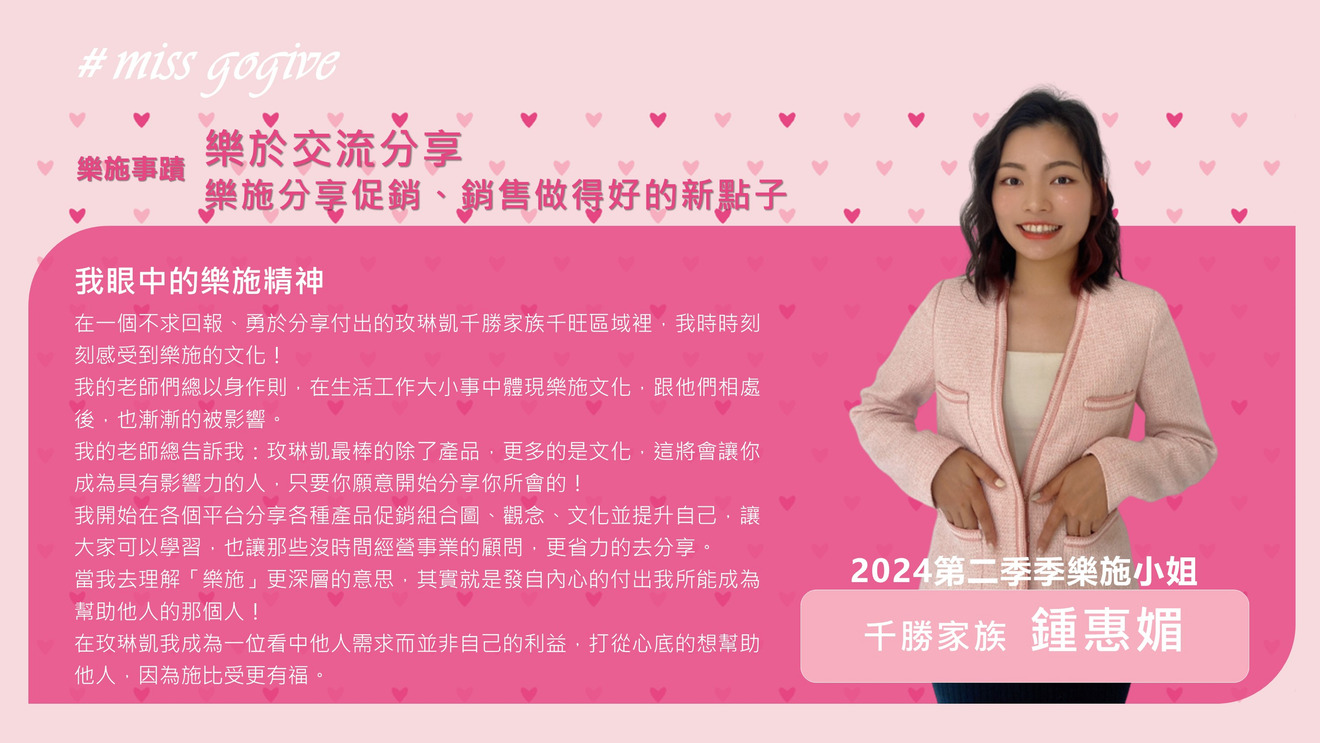 # miss gogive
樂施事蹟
樂於交流分享
樂施分享促銷、銷售做得好的新點子
我眼中的樂施精神
在一個不求回報、勇於分享付出的玫琳凱千勝家族千旺區域裡，我時時刻
刻感受到樂施的文化！
我的老師們總以身作則，在生活工作大小事中體現樂施文化，跟他們相處
後，也漸漸的被影響。
我的老師總告訴我：玫琳凱最棒的除了產品，更多的是文化，這將會讓你
成為具有影響力的人，只要你願意開始分享你所會的！
我開始在各個平台分享各種產品促銷組合圖、觀念、文化並提升自己，讓
大家可以學習，也讓那些沒時間經營事業的顧問，更省力的去分享。
當我去理解「樂施」更深層的意思，其實就是發自內心的付出我所能成為
幫助他人的那個人！
在玫琳凱我成為一位看中他人需求而並非自己的利益，打從心底的想幫助
他人，因為施比受更有福。
2024第二季季樂施小姐
千勝家族 鍾惠媚